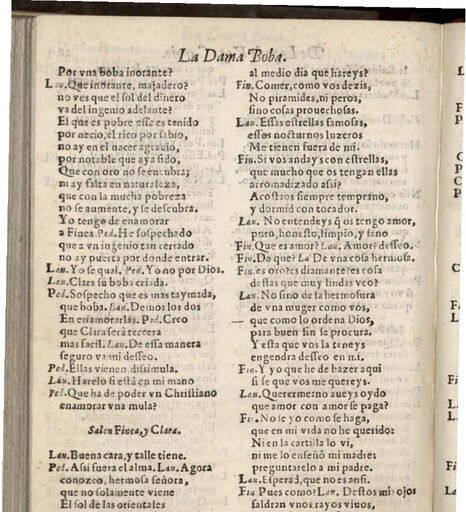 La Dama Boba.
Por vna boba inorante?
Lau. Que inorante, majadero?
no ves que el sol del dinero
va del ingenio adelante?
El que es pobre esse es tenido
por necio, el rico por sabio,
no ay en el nacer agrauio,
por notable que aya sido,
Que con oro no se encubra;
ni ay falta en naturaleza,
que con la mucha pobreza
no se aumente, y se descubra.
Yo tengo de enamorar
a Finea. Ped. He sospechado
que a vn ingenio tan cerrado
no ay puerta por donde entrar.
Lau. Yo se qual. Ped. Yo no por Dios.
Lau. Clara su boba criada.
Ped. Sospecho que es mas taymada,
que boba. Lau. Demos los dos
En enamorarlas. Ped. Creo
que Clara será tercera
mas facil. Lau. De essa manera
seguro va mi desseo.
Ped. Ellas vienen, dissimula.
Lau. Harelo si está en mi mano
Ped. Que ha de poder vn Christiano
enamorar vna mula?
Salen Finea, y Clara.
Lau. Buena cara, y talle tiene.
Ped. Assi fuera el alma. Lau. Agora
conozco, hermosa señora,
que no solamente viene
El sol de las orientales
al medio dia que hareys?
Fin. Comer, como vos dezis,
No piramides, ni peros,
sino cosas prouechosas.
Lau. Essas estrellas famosas,
essos nocturnos luzeros
Me tienen fuera de mi.
Fin. Si vos andays con estrellas,
que mucho que os tengan ellas
arromadizado assi?
Acostaos siempre temprano,
y dormid con tocador.
Lau. No entendeys q̃ os tengo amor,
puro, honesto, limpio, y sano
Fin. Que es amor? Lau. Amor? desseo.
Fin. De que? La. De vna cosa hermosa.
Fin. es oro? es diamante? es cosa
destas que muy lindas veo?
Lau. No sino de la hermosura
de vna muger como vos,
que como lo ordena Dios,
para buen fin se procura.
Y esta que vos la teneys
engendra desseo en mi.
Fin. Y yo que he de hazer aqui
si se que vos me quereys.
Lau. Querermẽ no aueys oydo
que amor con amor se paga?
Fin. No se yo como se haga,
que en mi vida no he querido:
Ni en la cartilla lo vi,
ni me lo enseñó mi madre:
preguntarelo a mi padre.
Lau. Esperad, que no es ansi.
Fin Pues como? Lau. Destos mis ojos
saldran vnos rayos viuos,